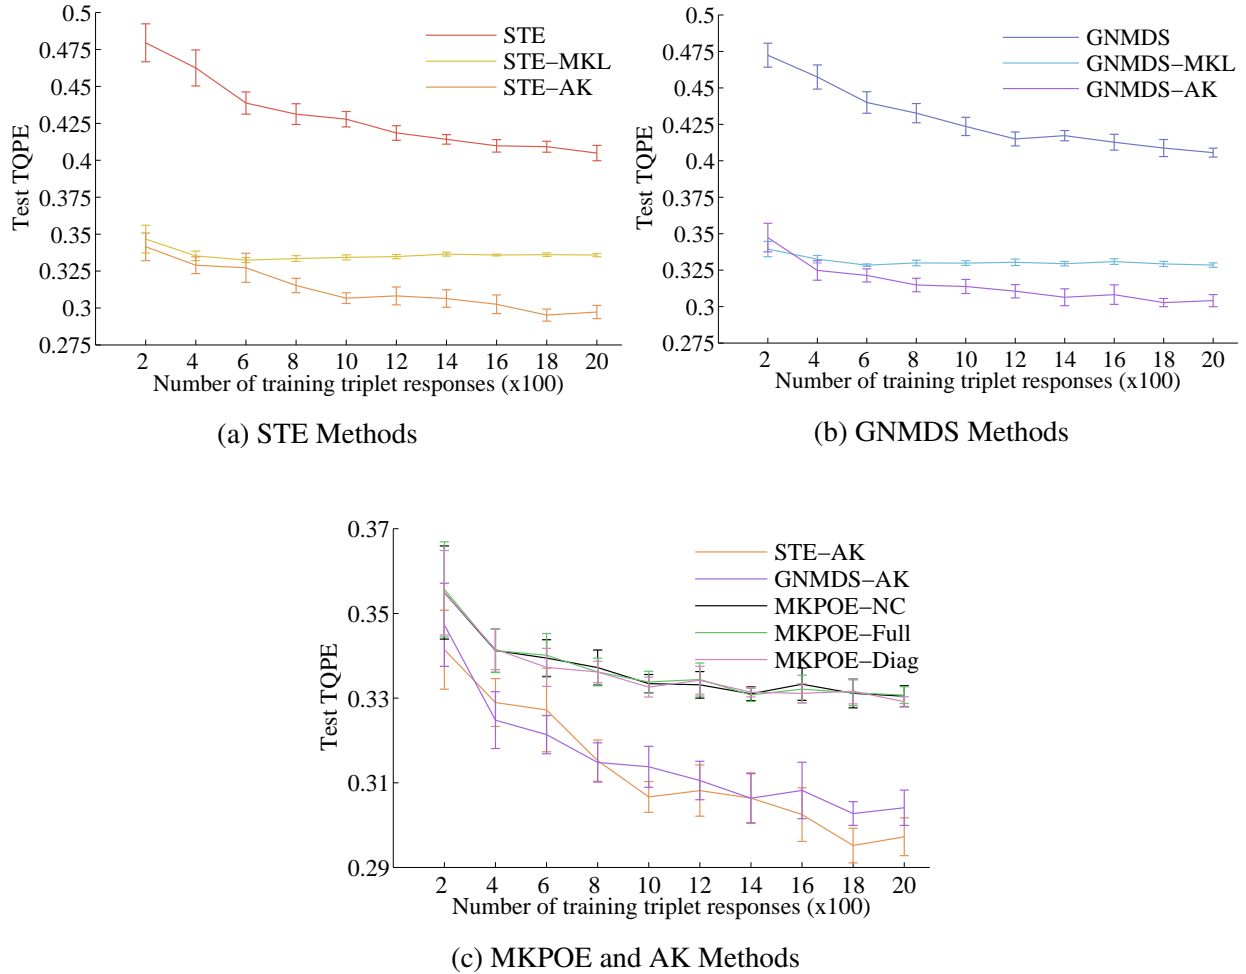 0.5
0.475
0.45
0.425
0.4
0.375
0.35
0.325
0.3
0.275
Test TQPE
STE
STE−MKL
STE−AK
2 4 6 8 10 12 14 16 18 20
Number of training triplet responses (x100)
(a) STE Methods
0.5
0.475
0.45
0.425
0.4
0.375
0.35
0.325
0.3
0.275
Test TQPE
GNMDS
GNMDS−MKL
GNMDS−AK
2 4 6 8 10 12 14 16 18 20
Number of training triplet responses (x100)
(b) GNMDS Methods
0.37
0.35
0.33
0.31
0.29
Test TQPE
STE−AK
GNMDS−AK
MKPOE−NC
MKPOE−Full
MKPOE−Diag
2 4 6 8 10 12 14 16 18 20
Number of training triplet responses (x100)
(c) MKPOE and AK Methods